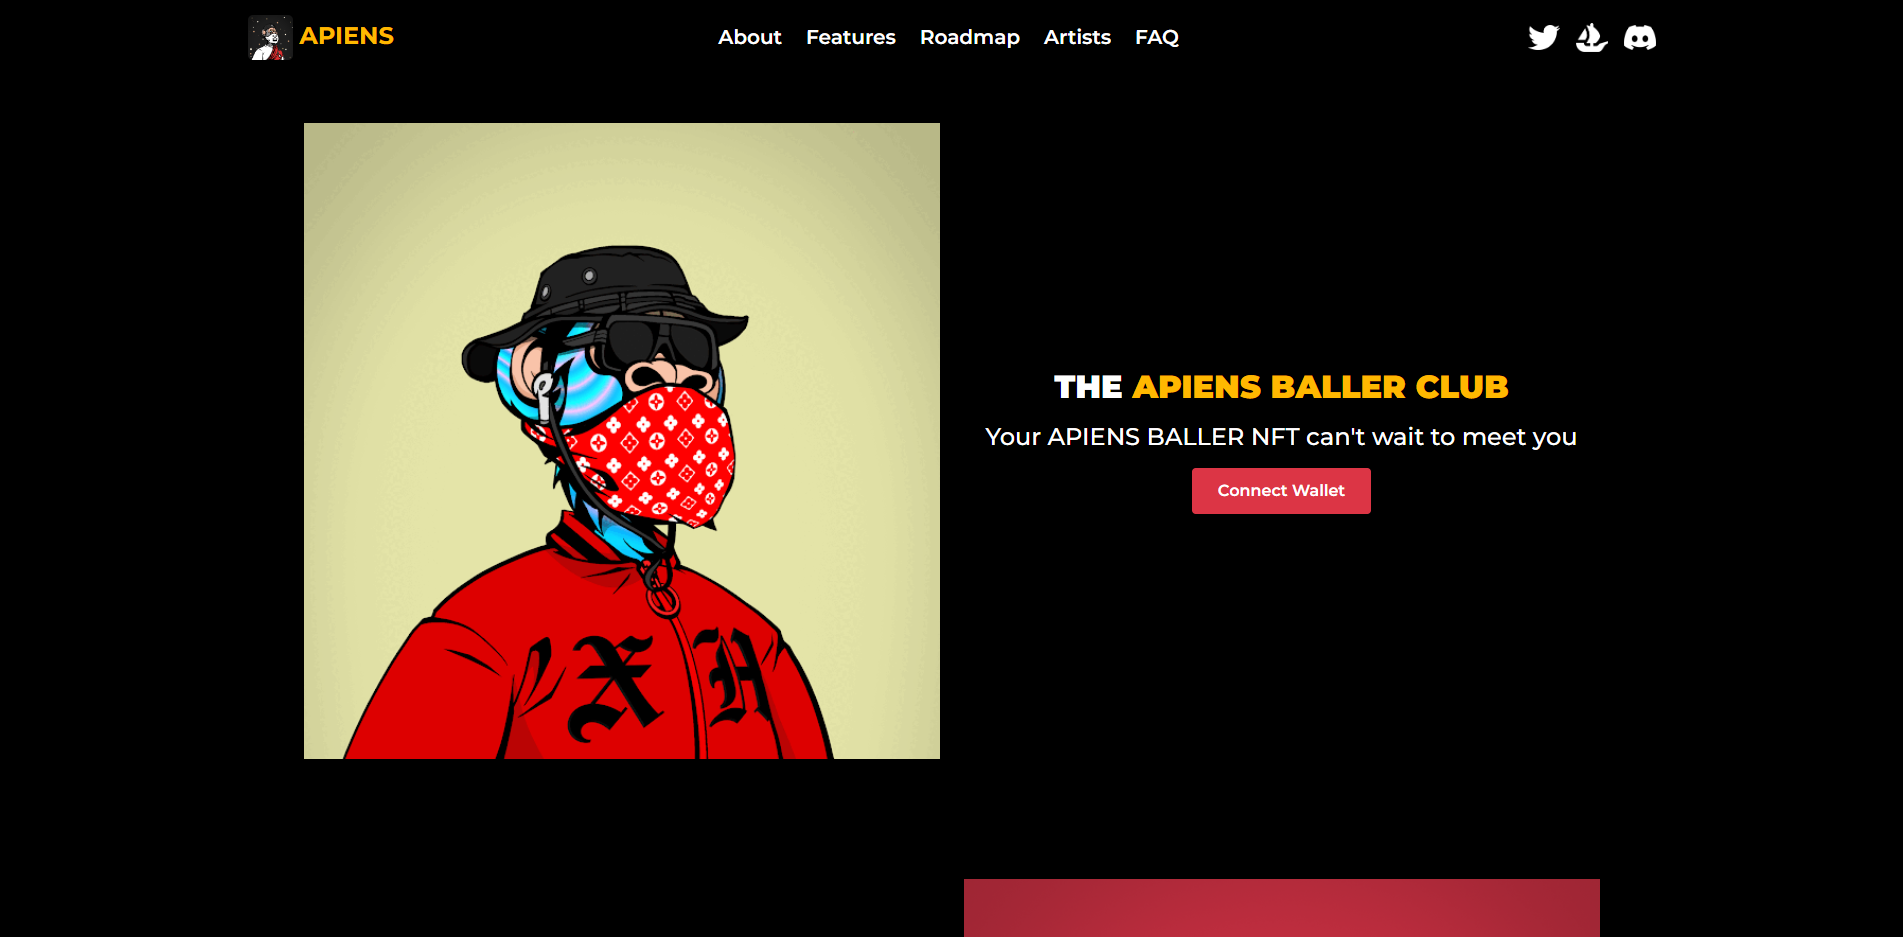 APIENS
About Features Roadmap Artists FAQ
THE APIENS BALLER CLUB
Your APIENS BALLER NFT can't wait to meet you
Connect Wallet
X H